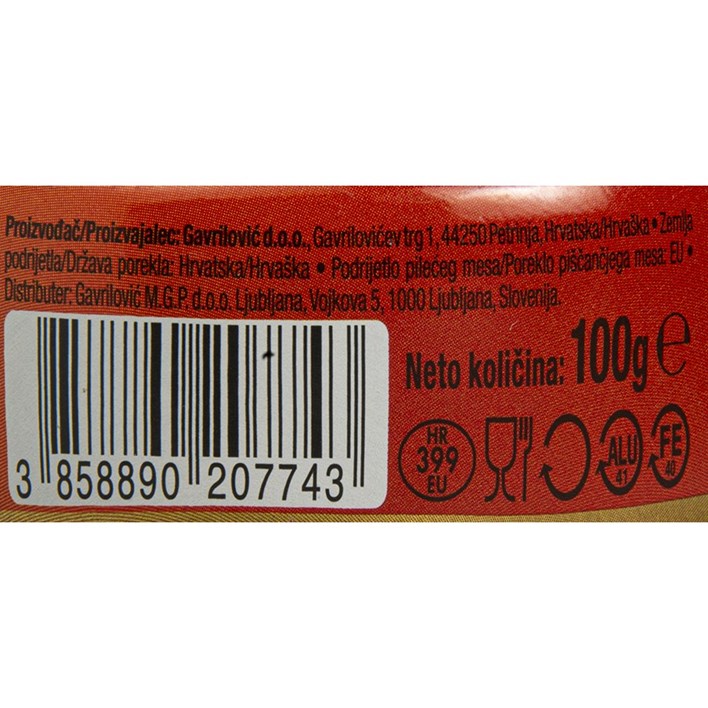 Proizvođač/Proizvajalec: Gavrilović d.o.o., Gavrilovićev trg 1, 44250 Petrinja, Hrvatska/Hrvaška • Zemlja
podrijetla/Država porekla: Hrvatska/Hrvaška • Podrijetlo pilećeg mesa/Poreklo piščančjega mesa: EU •
Distributer: Gavrilović M.G.P. d.o.o. Ljubljana, Vojkova 5, 1000 Ljubljana, Slovenija.
Neto količina: 100g ℮
HR
399
EU
ALU
41
FE
40
3 858890 207743